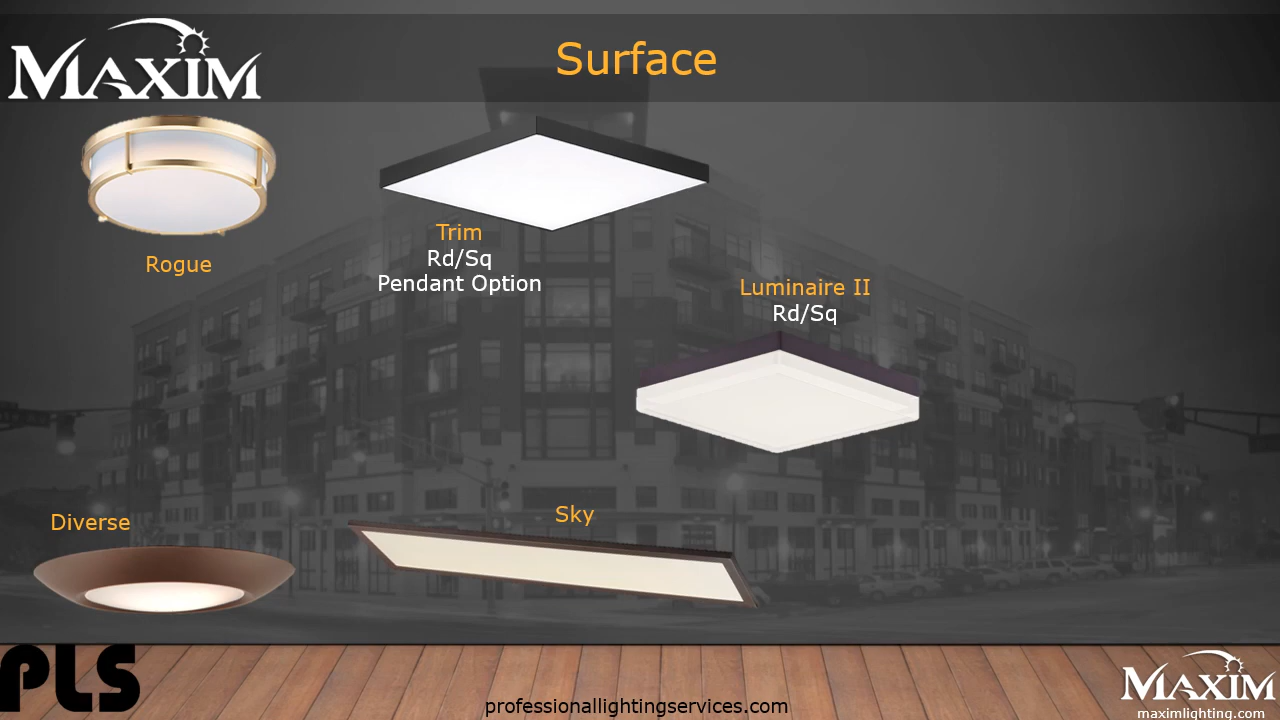 MAXIM
Surface
Rogue
Trim
Rd/Sq
Pendant Option
Luminaire II
Rd/Sq
Diverse
Sky
PLS
professionallightingservices.com
MAXIM
maximlighting.com